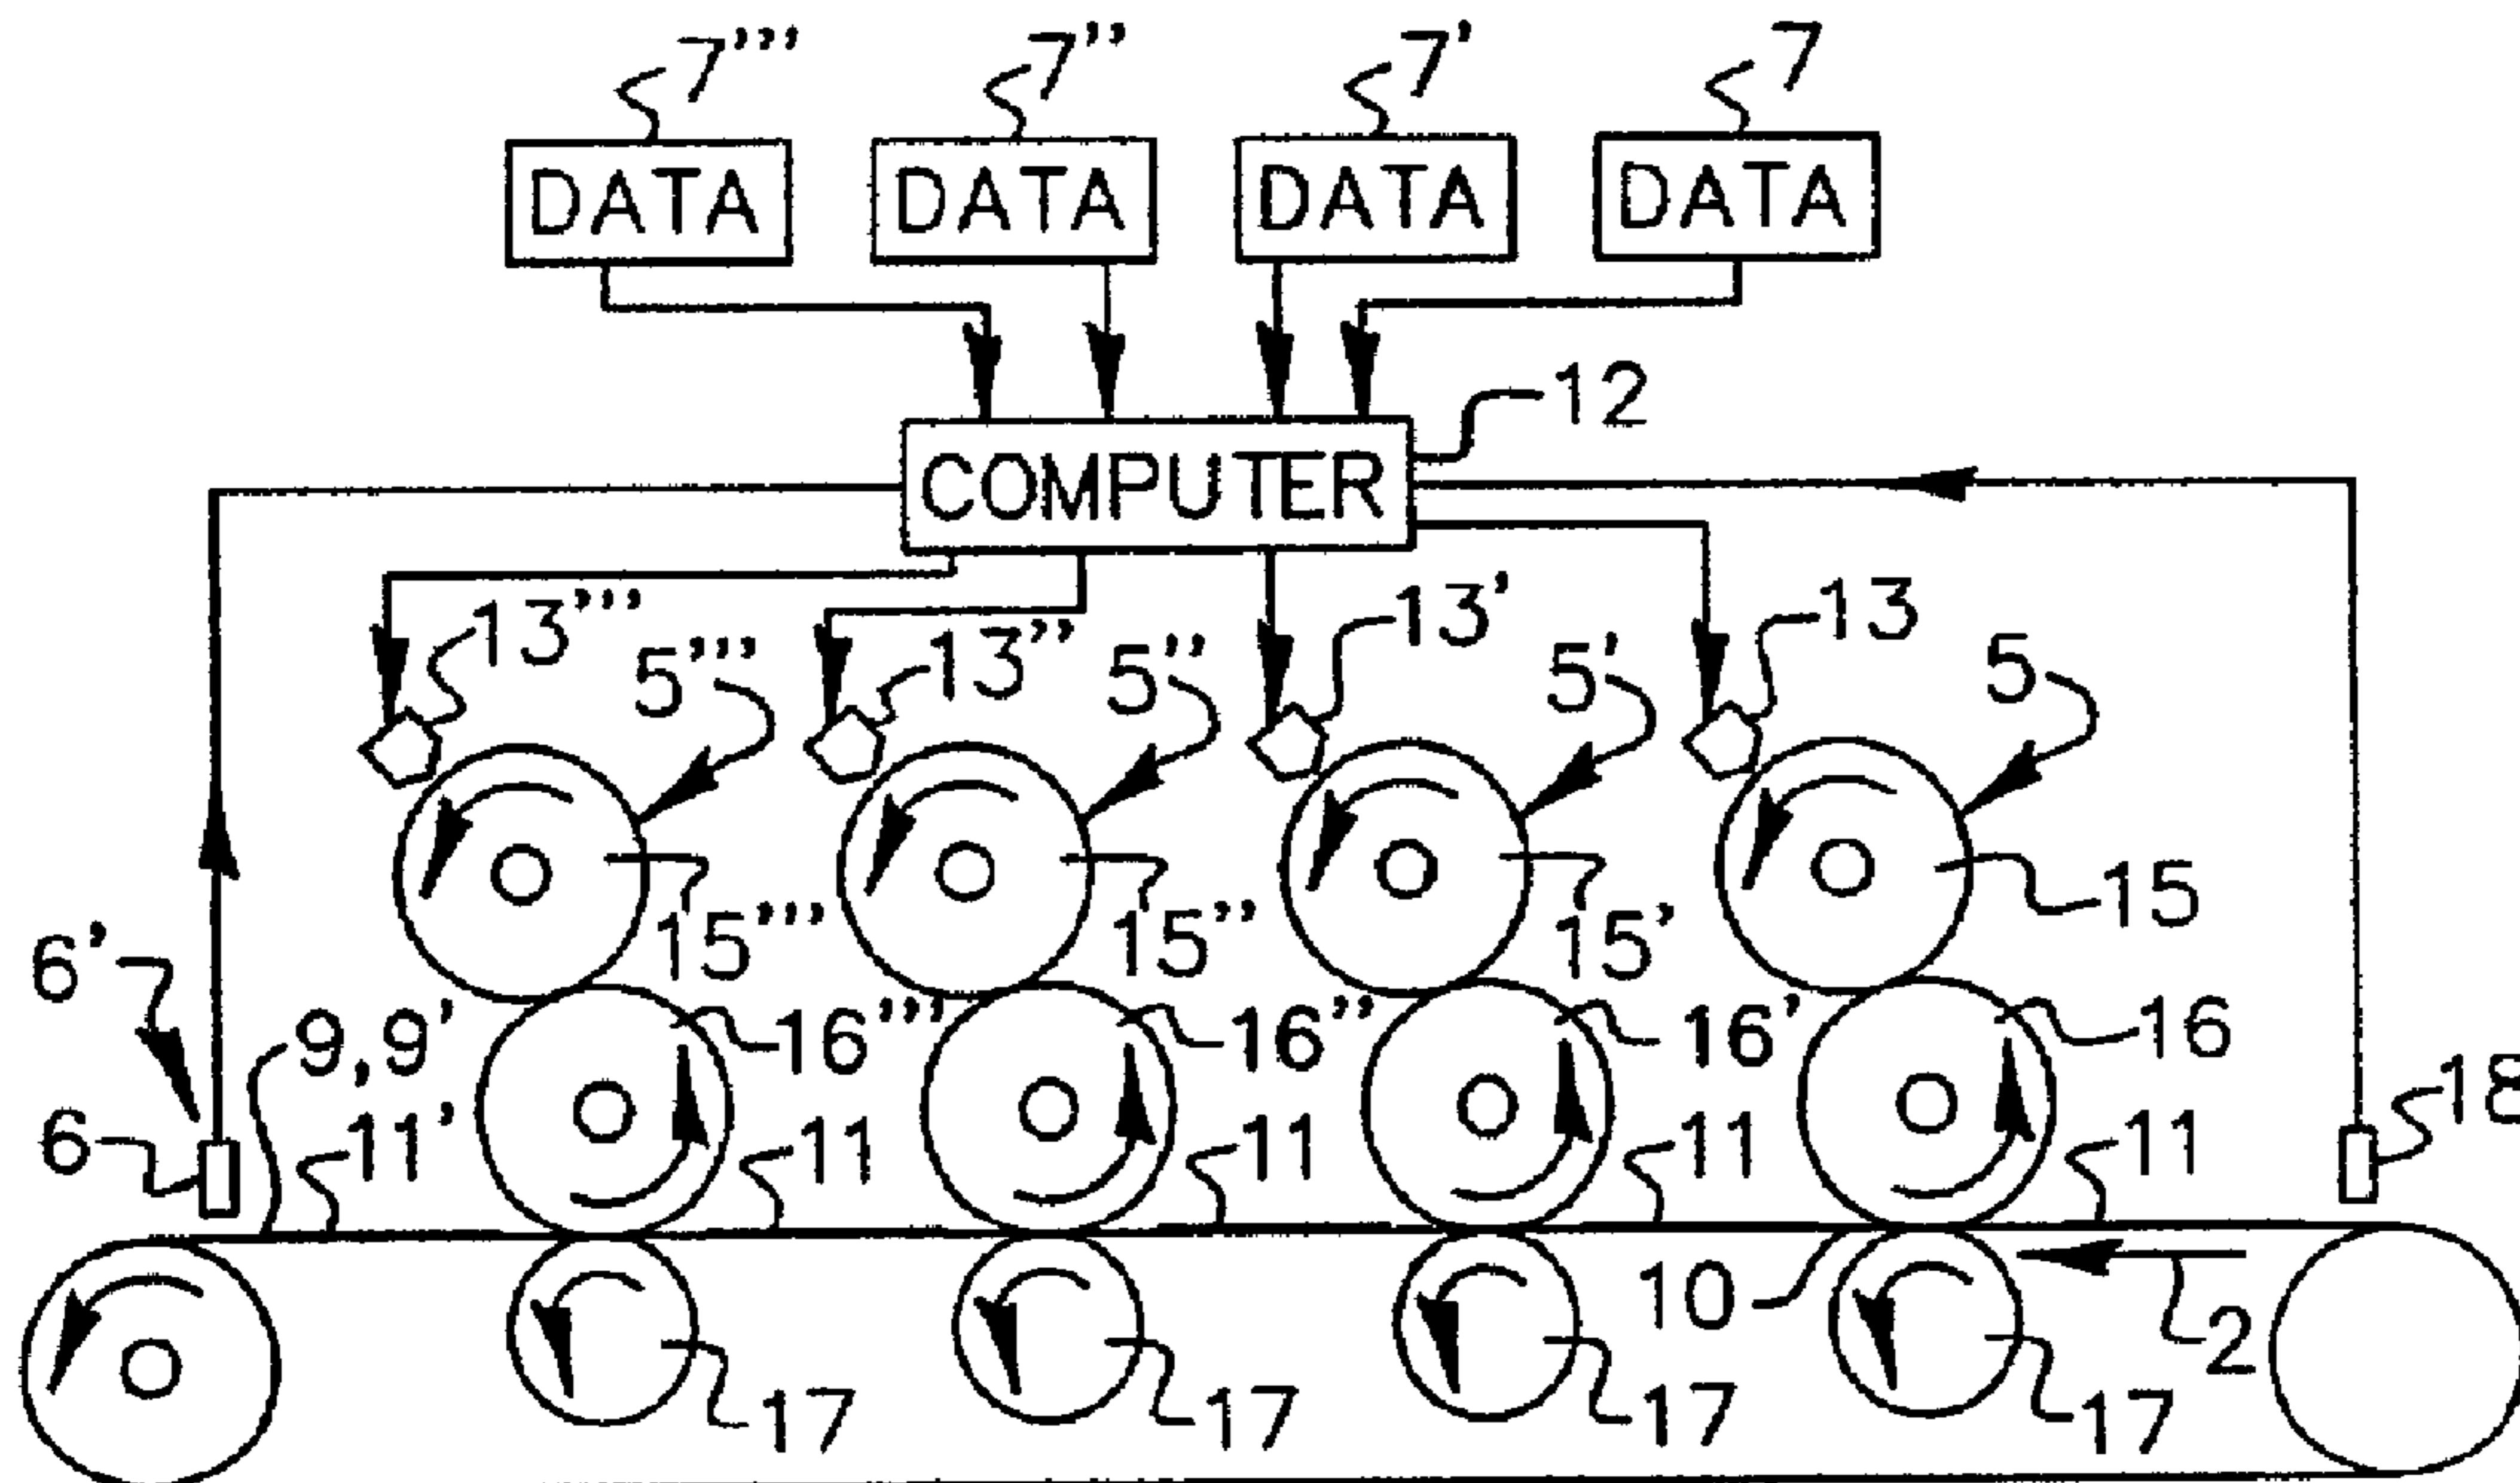 7''' 7'' 7' 7
DATA DATA DATA DATA
12
COMPUTER
13''' 5''' 13'' 5'' 13' 5' 13 5
15''' 15'' 15' 15
6' 9,9' 16''' 16'' 16' 16
6 11' 11 11 11 11 18
10 2
17 17 17 17